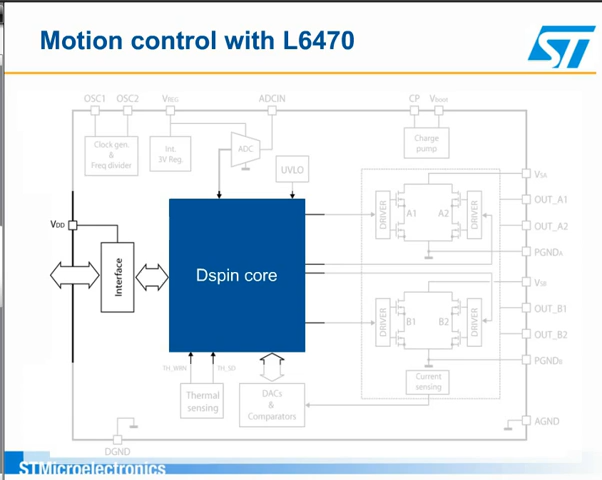 Motion control with L6470
ST
OSC1 OSC2 VREG ADCIN CP Vboot
Clock gen.
&
Freq divider
Int.
3V Reg.
ADC
Charge
pump
UVLO
VSA
OUT_A1
OUT_A2
PGNDA
DRIVER
A1 A2
DRIVER
VDD
Interface
Dspin core
VSB
OUT_B1
OUT_B2
PGNDB
DRIVER
B1 B2
DRIVER
TH_WRN TH_SD
Thermal
sensing
DACs
&
Comparators
Current
sensing
AGND
DGND
STMicroelectronics